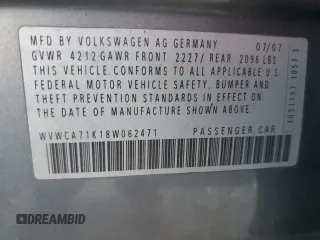 MFD BY VOLKSWAGEN AG GERMANY 07/07
GVWR 4212 GAWR FRONT 2227/ REAR 2096 LBS
THIS VEHICLE CONFORMS TO ALL APPLICABLE U.S.
FEDERAL MOTOR VEHICLE SAFETY, BUMPER AND
THEFT PREVENTION STANDARDS IN EFFECT ON THE
DATE OF MANUFACTURE SHOWN ABOVE
WVWCA71K18W062471 PASSENGER CAR
DREAMBID